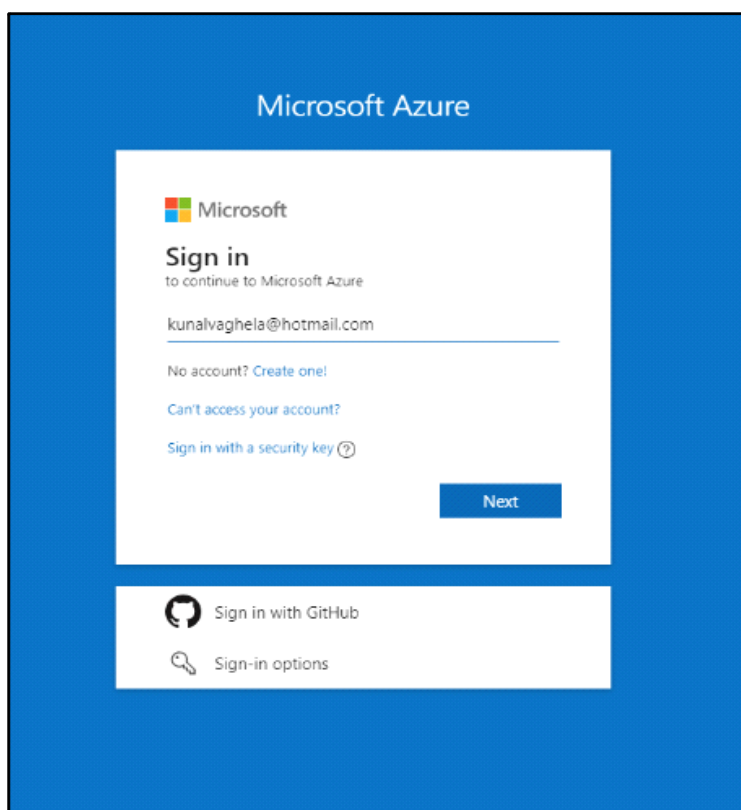 Microsoft Azure
Microsoft
Sign in
to continue to Microsoft Azure
kunalvaghela@hotmail.com
No account? Create one!
Can't access your account?
Sign in with a security key ?
Next
Sign in with GitHub
Sign-in options